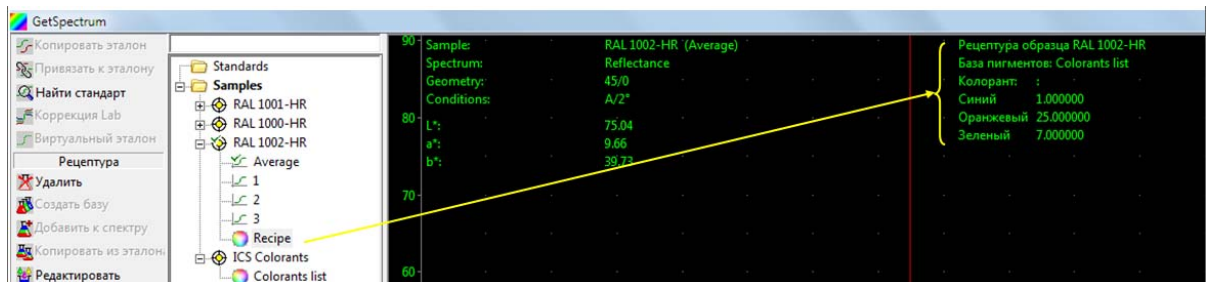 GetSpectrum
Копировать эталон
Привязать к эталону
Найти стандарт
Коррекция Lab
Виртуальный эталон
Рецептура
Удалить
Создать базу
Добавить к спектру
Копировать из эталон
Редактировать
Standards
Samples
RAL 1001-HR
RAL 1000-HR
RAL 1002-HR
Average
1
2
3
Recipe
ICS Colorants
Colorants list
90
80
70
60
Sample: RAL 1002-HR (Average)
Spectrum: Reflectance
Geometry: 45/0
Conditions: A/2°
L*: 75.04
a*: 9.66
b*: 39,73
Рецептура образца RAL 1002-HR
База пигментов: Colorants list
Колорант: :
Синий 1.000000
Оранжевый 25.000000
Зеленый 7.000000